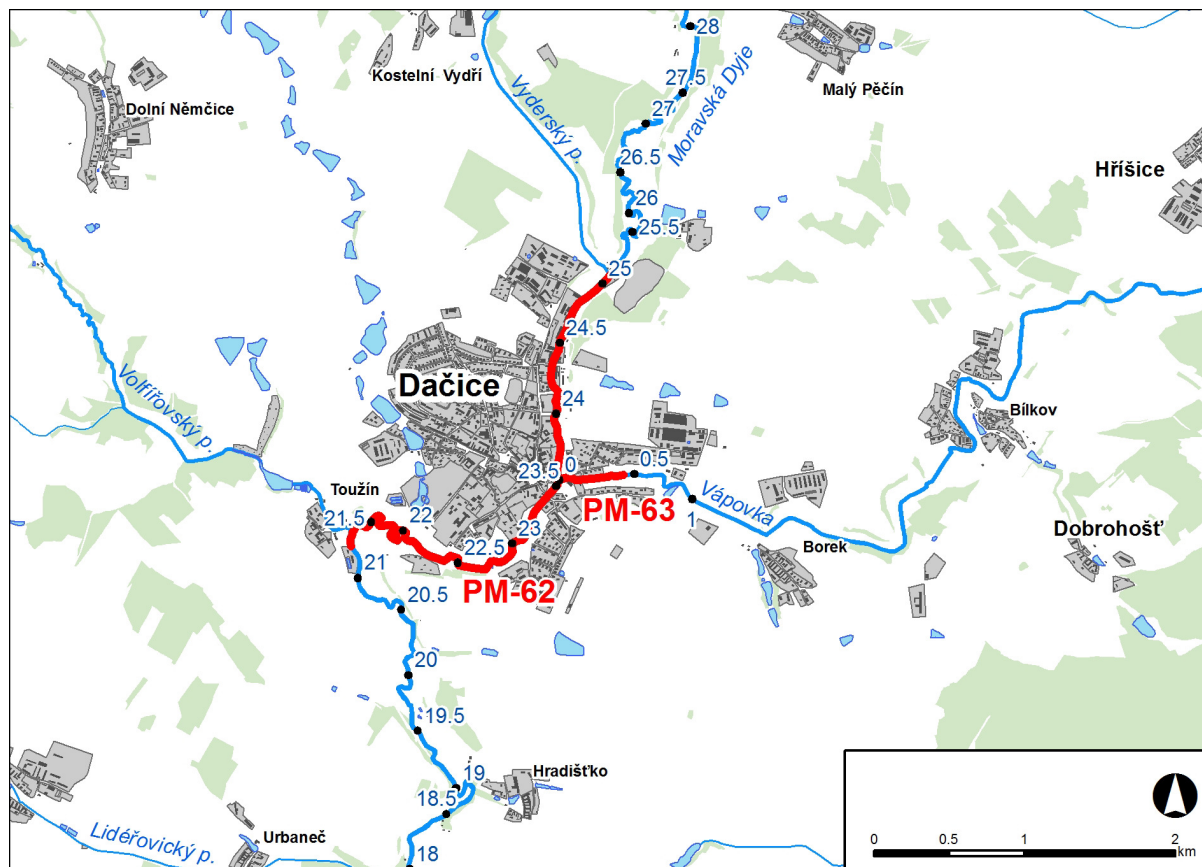 28
Kostelní Vydří
Moravská Dyje
Malý Pěčín
27.5
Dolní Němčice
27
Vyderský p.
26.5
Hříšice
26
25.5
25
24.5
Dačice
24
Volfířovský p.
Bílkov
0
0.5
23.5
Toužín
PM-63
Vápovka
1
21.5
22
23
Dobrohošť
22.5
Borek
21
PM-62
20.5
20
19.5
19
Hradišťko
18.5
Lidéřovický p.
Urbaneč
18
0 0.5 1 2
km